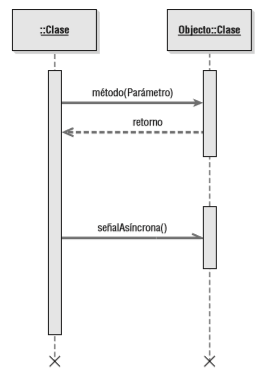 ::Clase
Objecto::Clase
método(Parámetro)
retorno
señalAsíncrona()